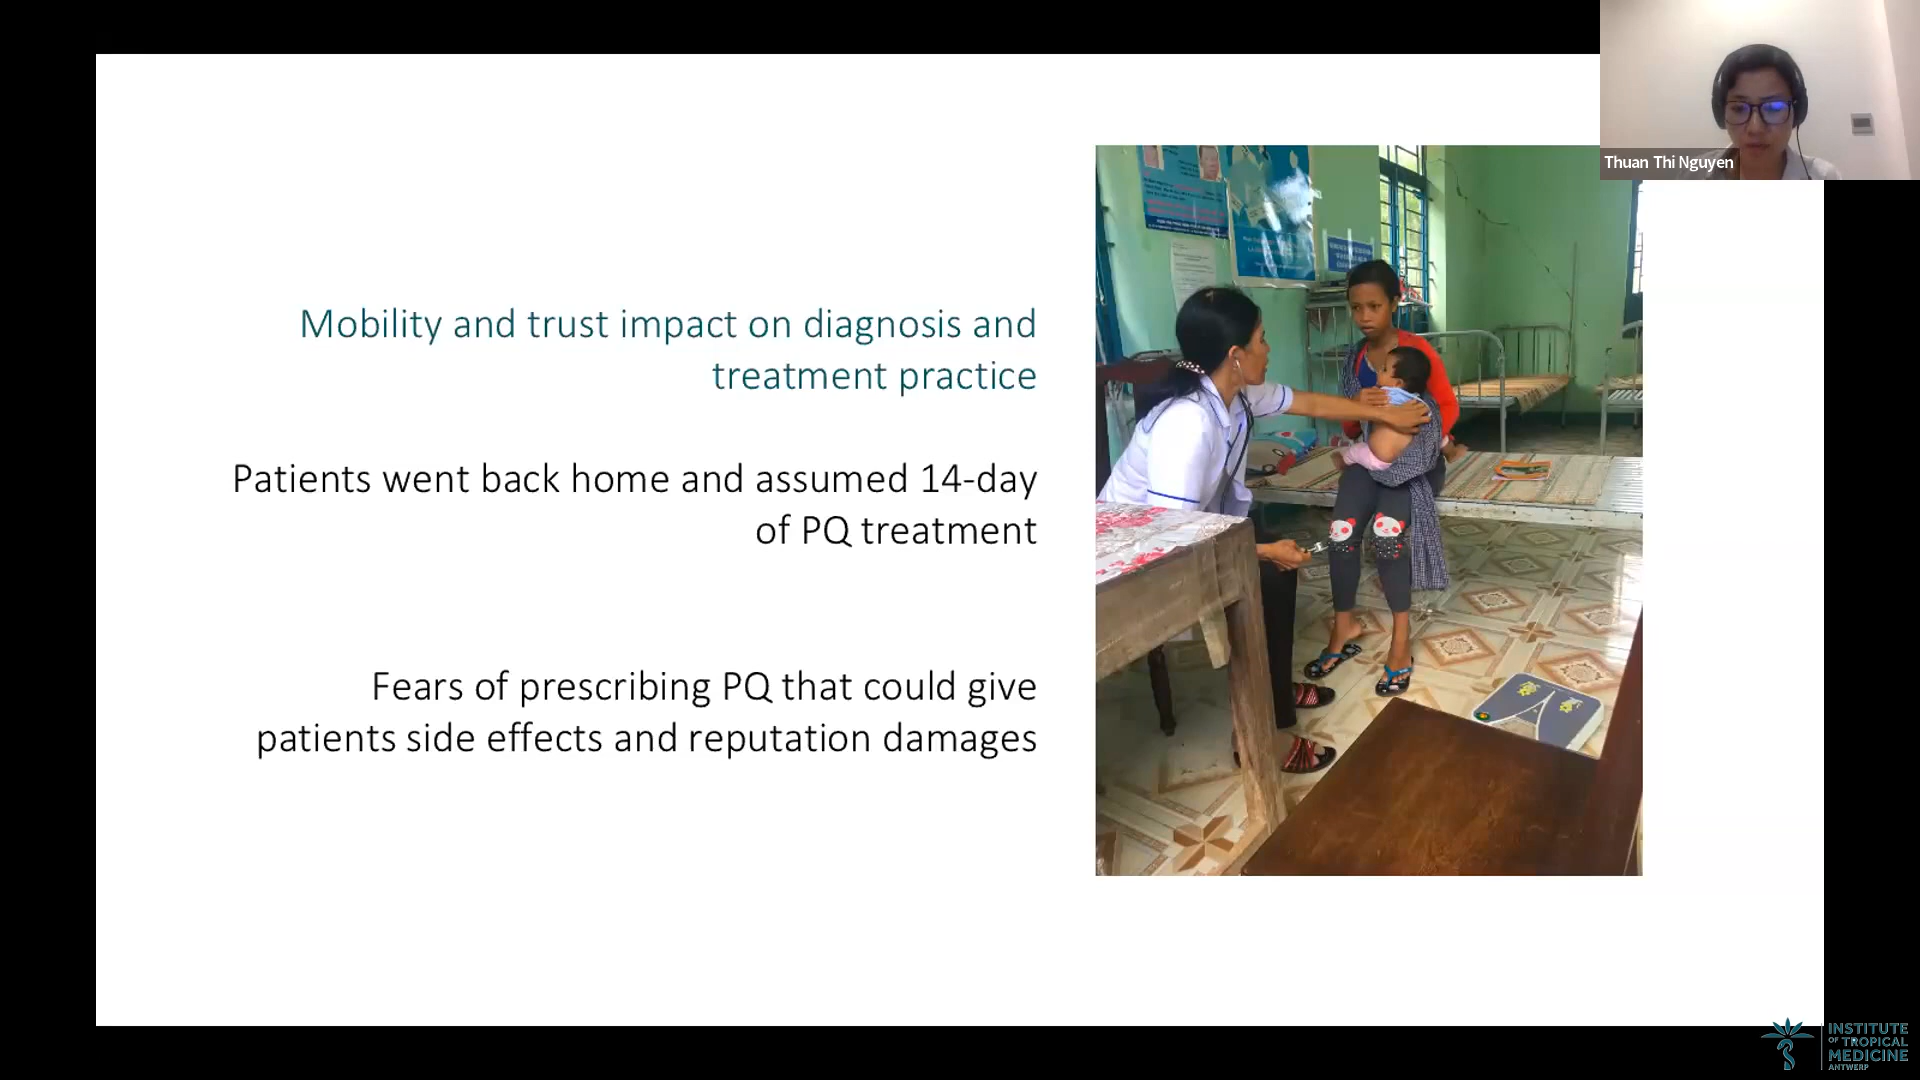 Thuan Thi Nguyen
Mobility and trust impact on diagnosis and
treatment practice
Patients went back home and assumed 14-day
of PQ treatment
Fears of prescribing PQ that could give
patients side effects and reputation damages
INSTITUTE
OF TROPICAL
MEDICINE
ANTWERP